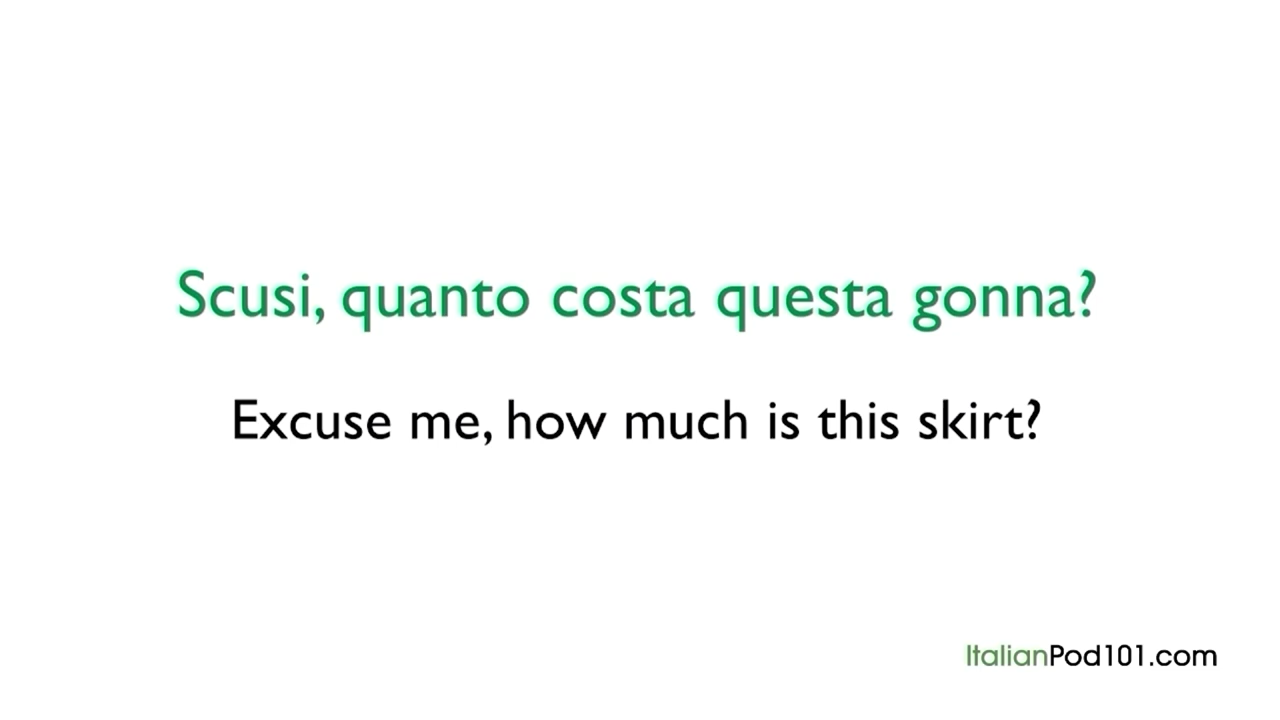 Scusi, quanto costa questa gonna?
Excuse me, how much is this skirt?
ItalianPod101.com